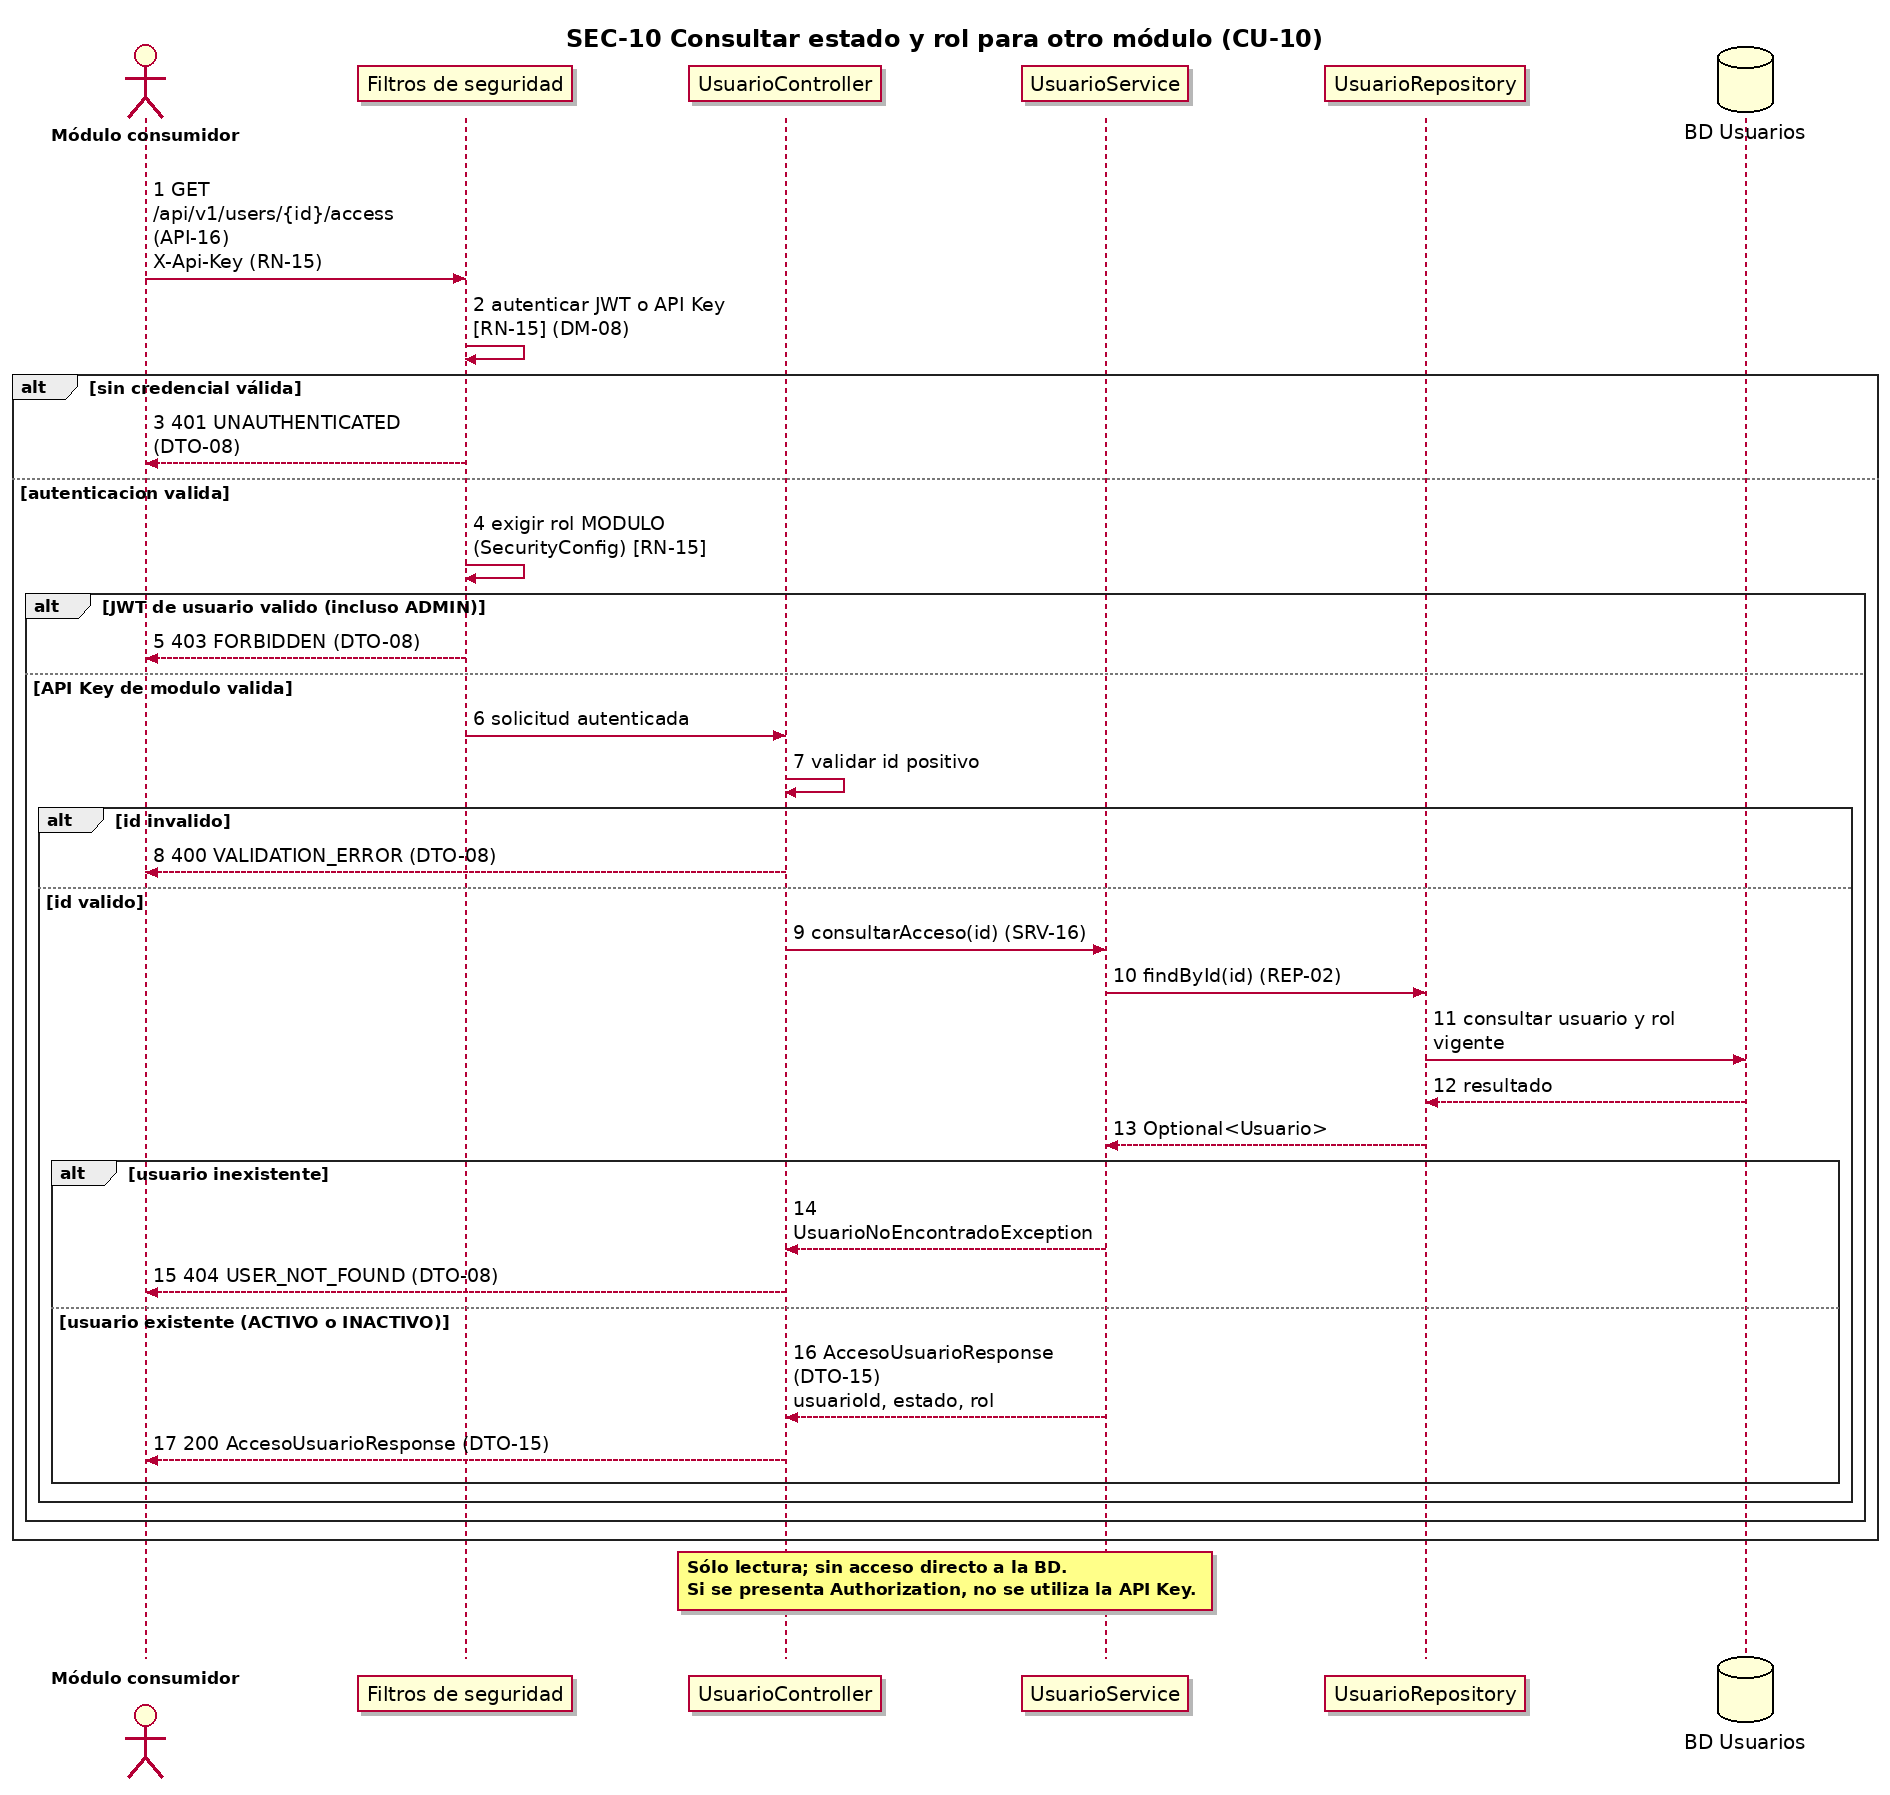 SEC-10 Consultar estado y rol para otro módulo (CU-10)
Módulo consumidor
Filtros de seguridad
UsuarioController
UsuarioService
UsuarioRepository
BD Usuarios
1 GET
/api/v1/users/{id}/access
(API-16)
X-Api-Key (RN-15)
2 autenticar JWT o API Key
[RN-15] (DM-08)
alt [sin credencial válida]
3 401 UNAUTHENTICATED
(DTO-08)
[autenticacion valida]
4 exigir rol MODULO
(SecurityConfig) [RN-15]
alt [JWT de usuario valido (incluso ADMIN)]
5 403 FORBIDDEN (DTO-08)
[API Key de modulo valida]
6 solicitud autenticada
7 validar id positivo
alt [id invalido]
8 400 VALIDATION_ERROR (DTO-08)
[id valido]
9 consultarAcceso(id) (SRV-16)
10 findById(id) (REP-02)
11 consultar usuario y rol
vigente
12 resultado
13 Optional<Usuario>
alt [usuario inexistente]
14
UsuarioNoEncontradoException
15 404 USER_NOT_FOUND (DTO-08)
[usuario existente (ACTIVO o INACTIVO)]
16 AccesoUsuarioResponse
(DTO-15)
usuarioId, estado, rol
17 200 AccesoUsuarioResponse (DTO-15)
Sólo lectura; sin acceso directo a la BD.
Si se presenta Authorization, no se utiliza la API Key.
Módulo consumidor
Filtros de seguridad
UsuarioController
UsuarioService
UsuarioRepository
BD Usuarios